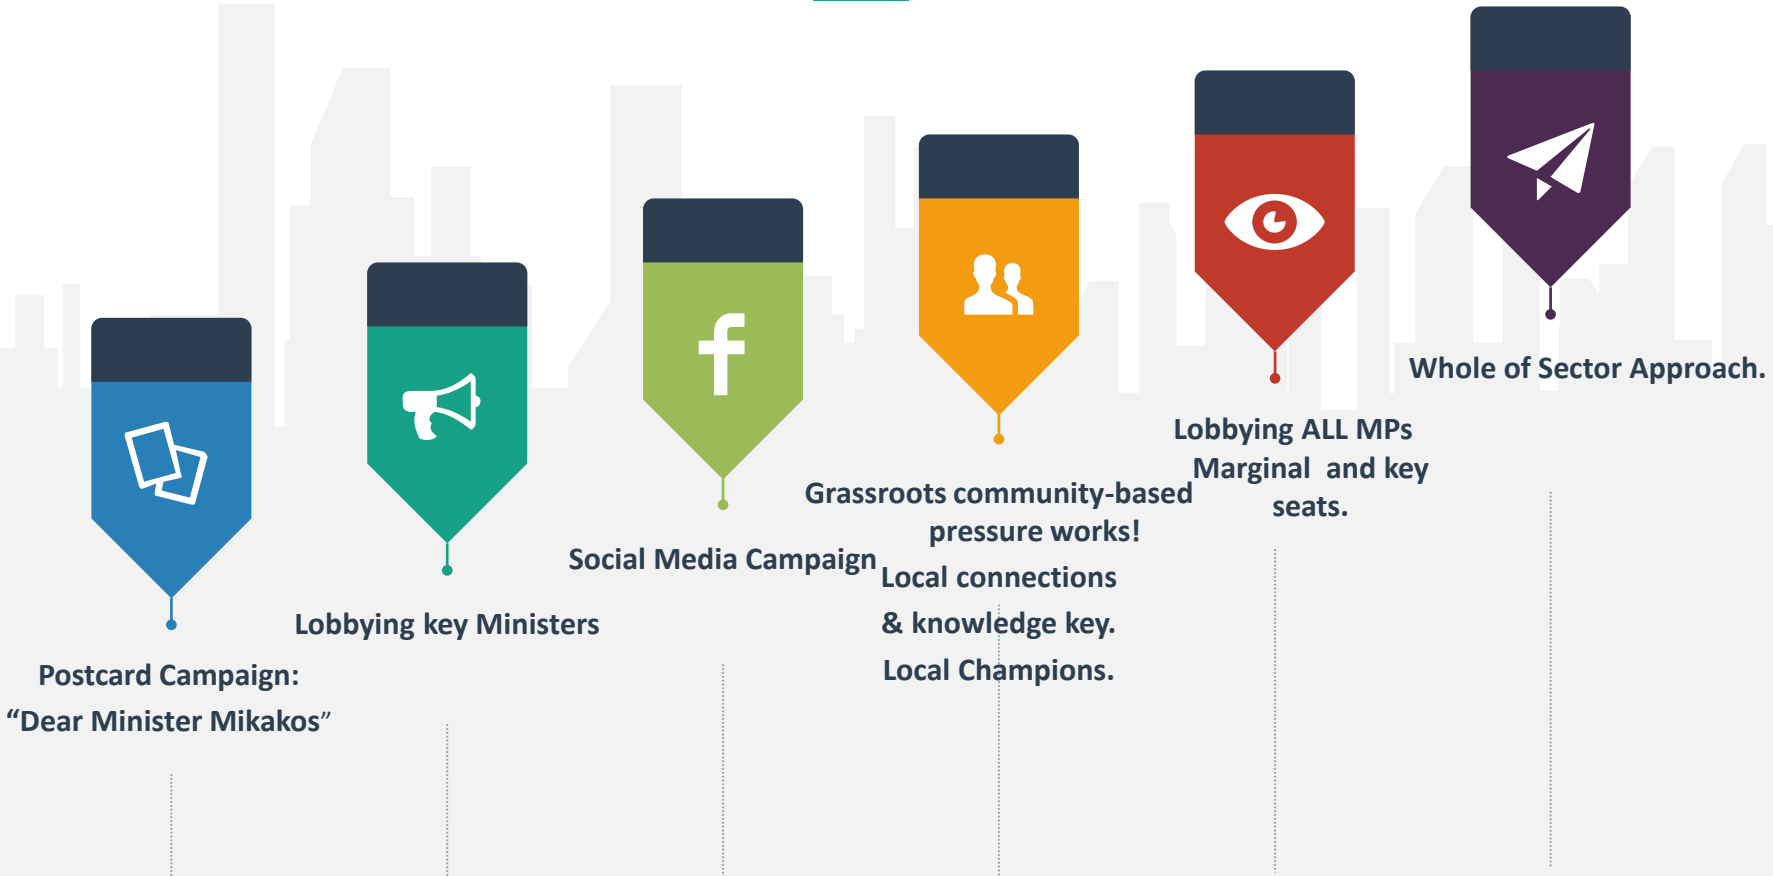 Postcard Campaign:
“Dear Minister Mikakos”
Lobbying key Ministers
Social Media Campaign
Grassroots community-based
pressure works!
Local connections
& knowledge key.
Local Champions.
Lobbying ALL MPs
Marginal  and key
seats.
Whole of Sector Approach.